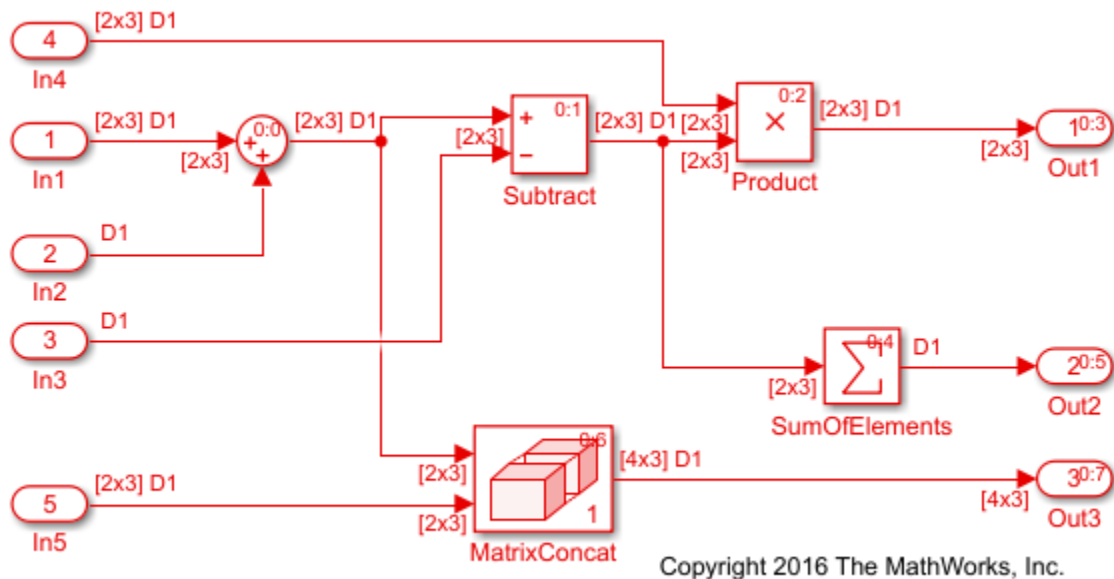 [2x3] D1
4
In4
[2x3] D1
1
In1
[2x3]
0:0
+
+
[2x3] D1
D1
2
In2
D1
3
In3
[2x3]
+
−
0:1
Subtract
[2x3] D1
[2x3]
[2x3]
0:2
×
Product
[2x3] D1
[2x3]
1 0:3
Out1
[2x3]
0:4
Σ
SumOfElements
D1
2 0:5
Out2
[2x3] D1
5
In5
[2x3]
[2x3]
0:6
1
MatrixConcat
[4x3] D1
[4x3]
3 0:7
Out3
Copyright 2016 The MathWorks, Inc.